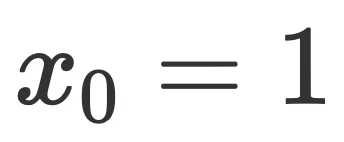 x₀ = 1